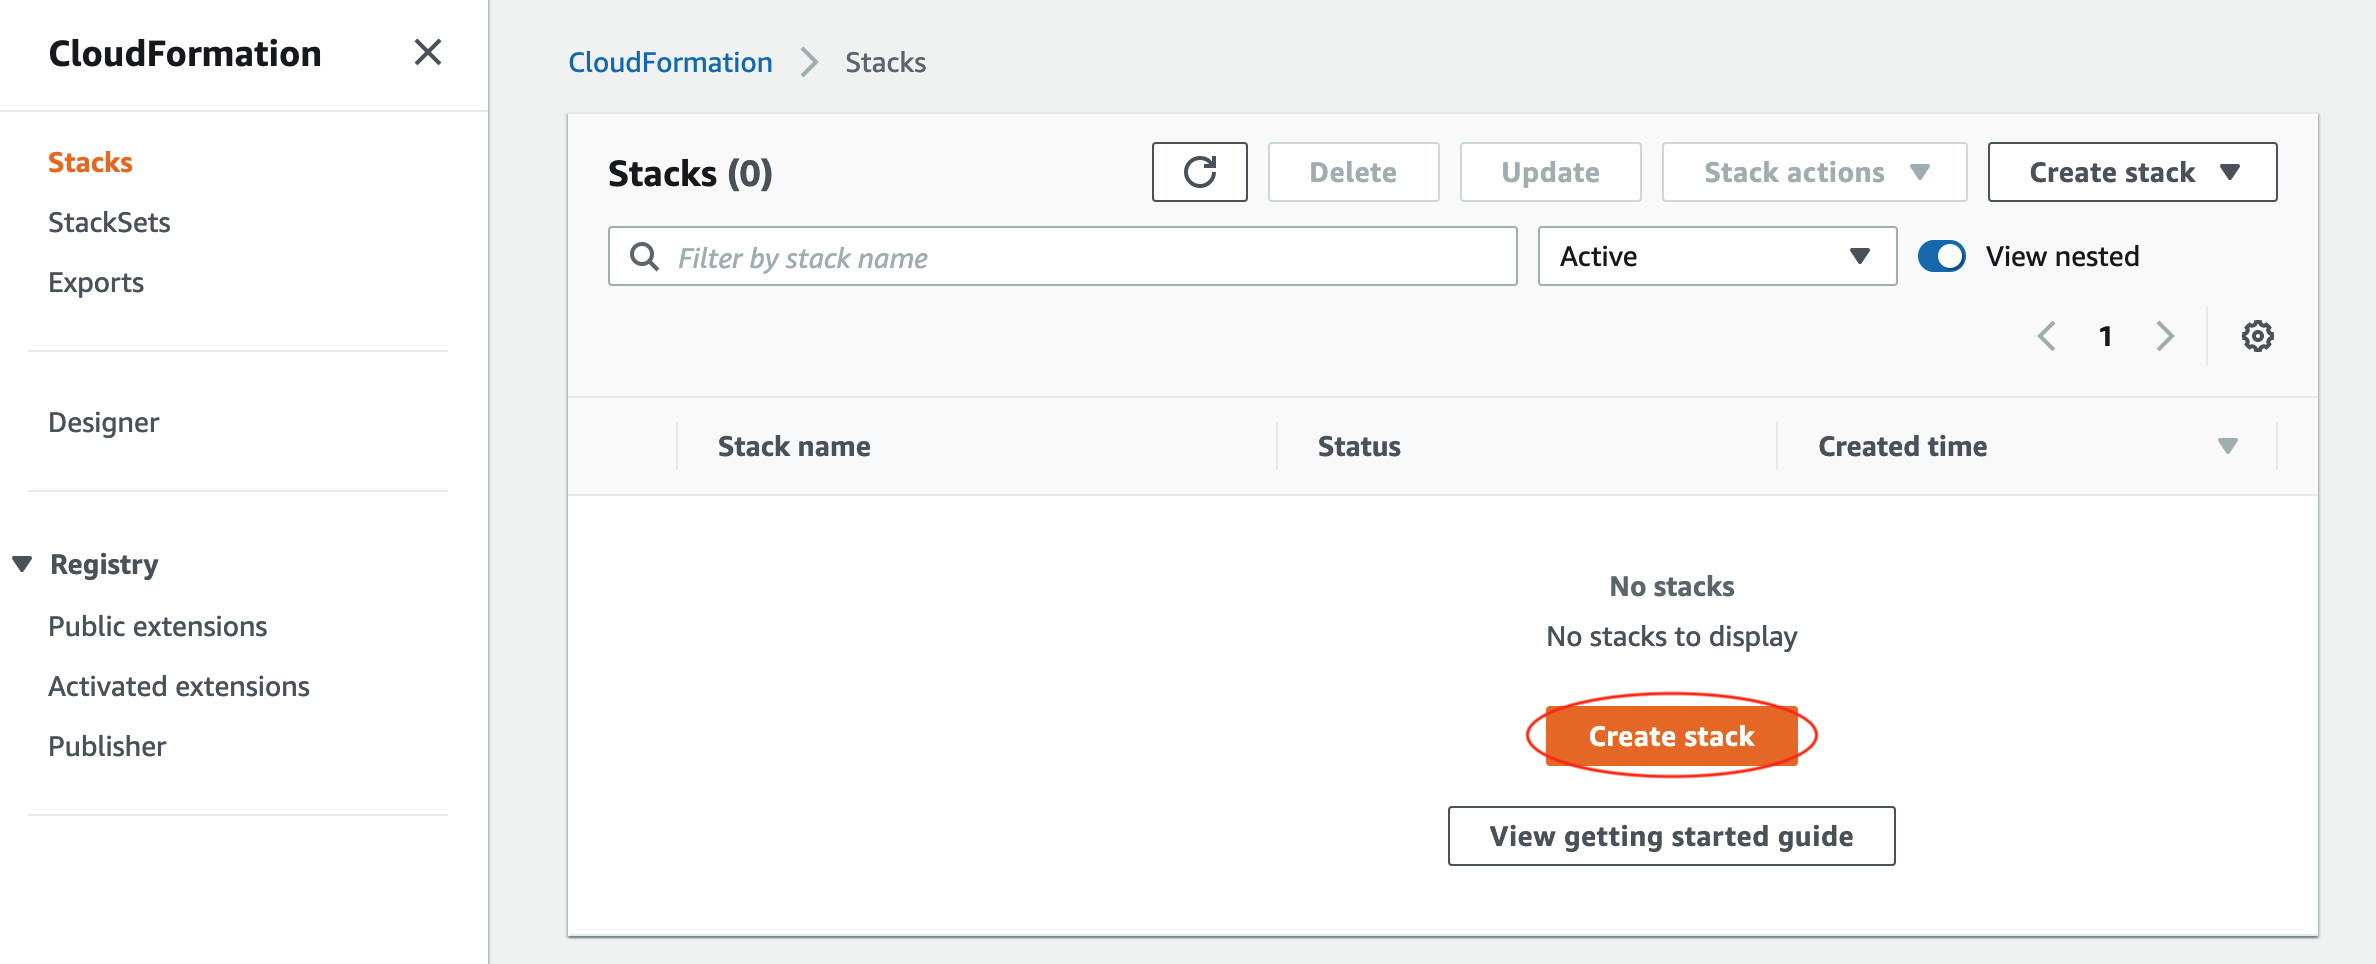 CloudFormation
Stacks
StackSets
Exports
Designer
Registry
Public extensions
Activated extensions
Publisher
CloudFormation Stacks
Stacks (0) Delete Update Stack actions Create stack
Filter by stack name Active View nested
1
Stack name Status Created time
No stacks
No stacks to display
Create stack
View getting started guide